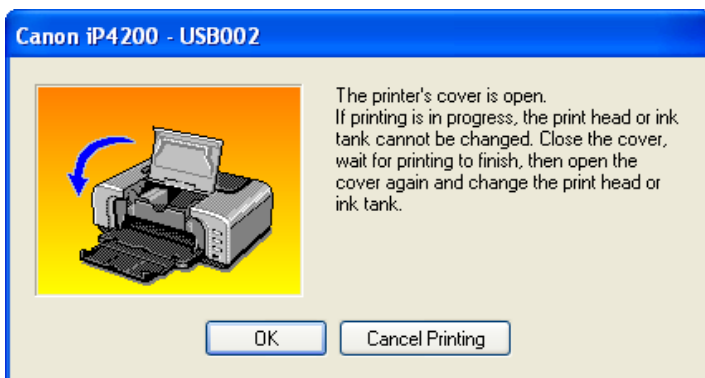 Canon iP4200 - USB002
The printer's cover is open.
If printing is in progress, the print head or ink
tank cannot be changed. Close the cover,
wait for printing to finish, then open the
cover again and change the print head or
ink tank.
OK
Cancel Printing